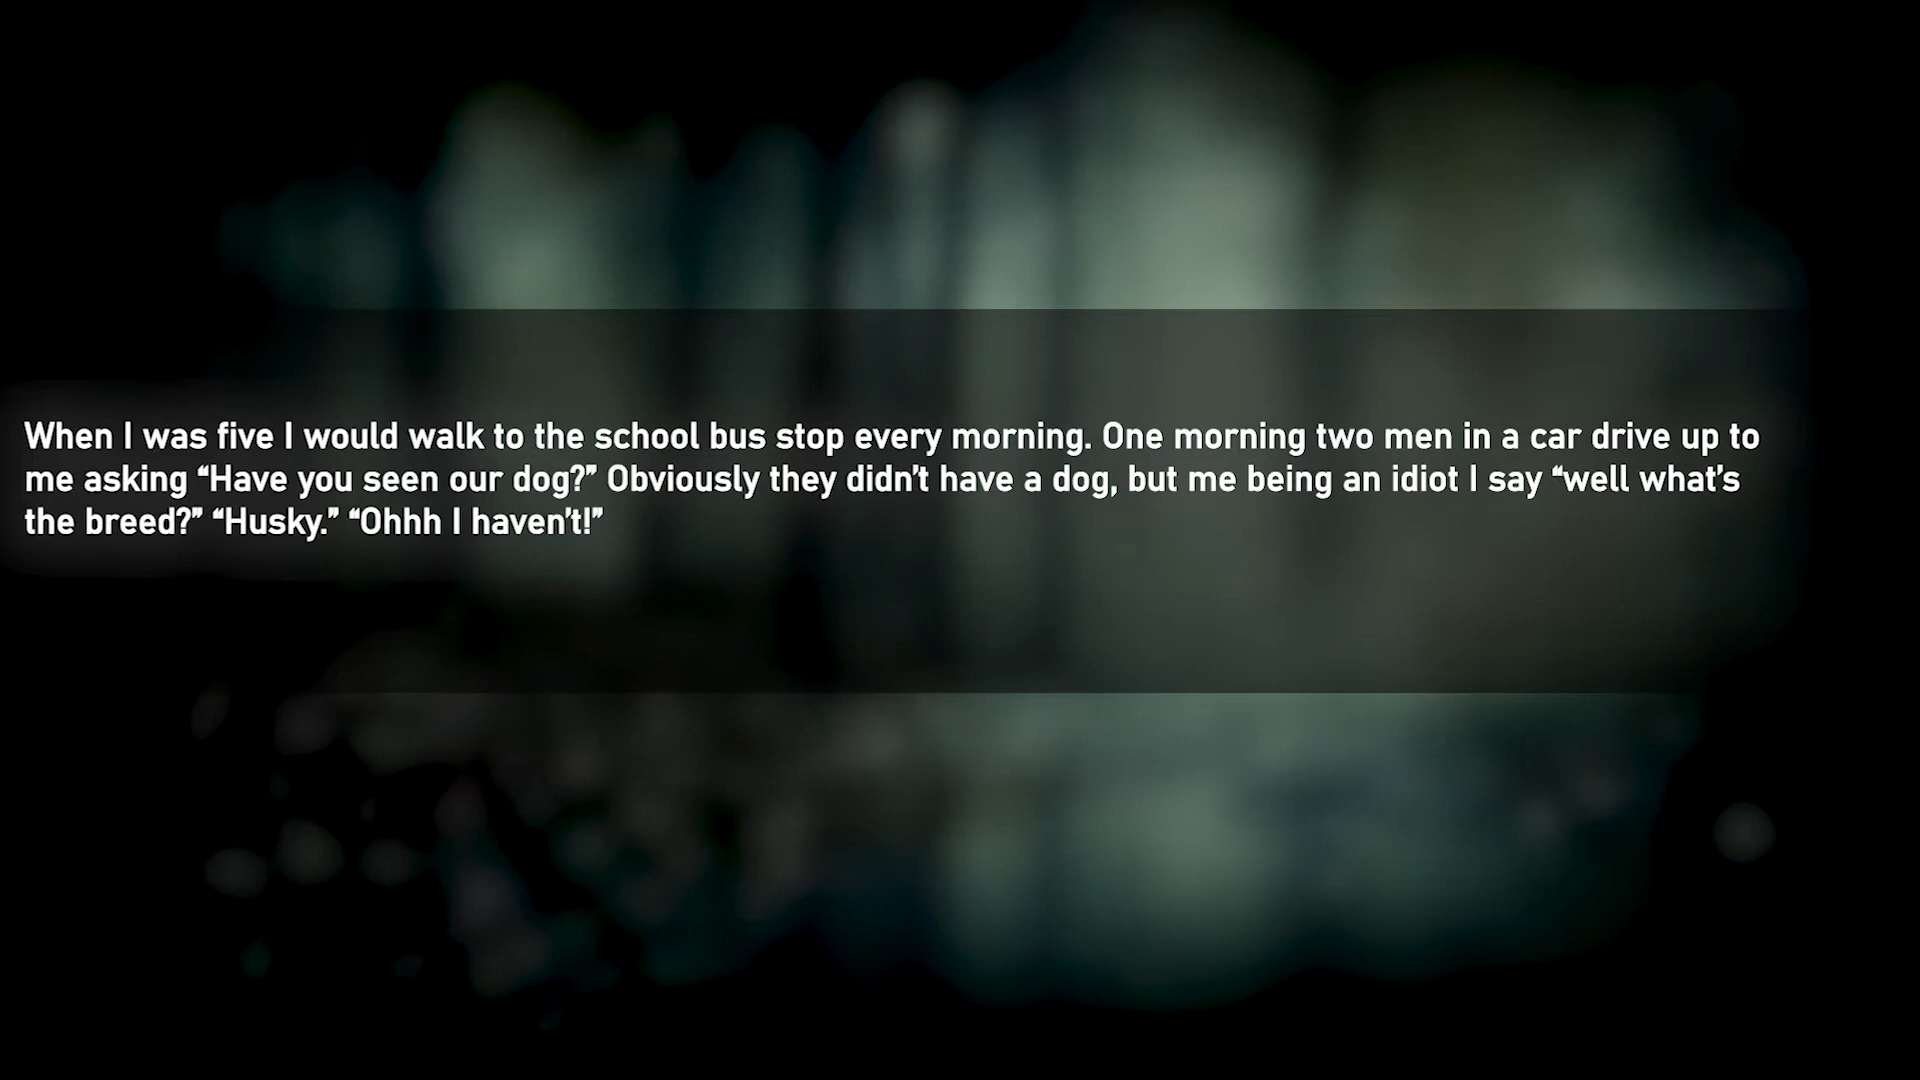 When I was five I would walk to the school bus stop every morning. One morning two men in a car drive up to
me asking “Have you seen our dog?” Obviously they didn’t have a dog, but me being an idiot I say “well what’s
the breed?” “Husky.” “Ohhh I haven’t!”